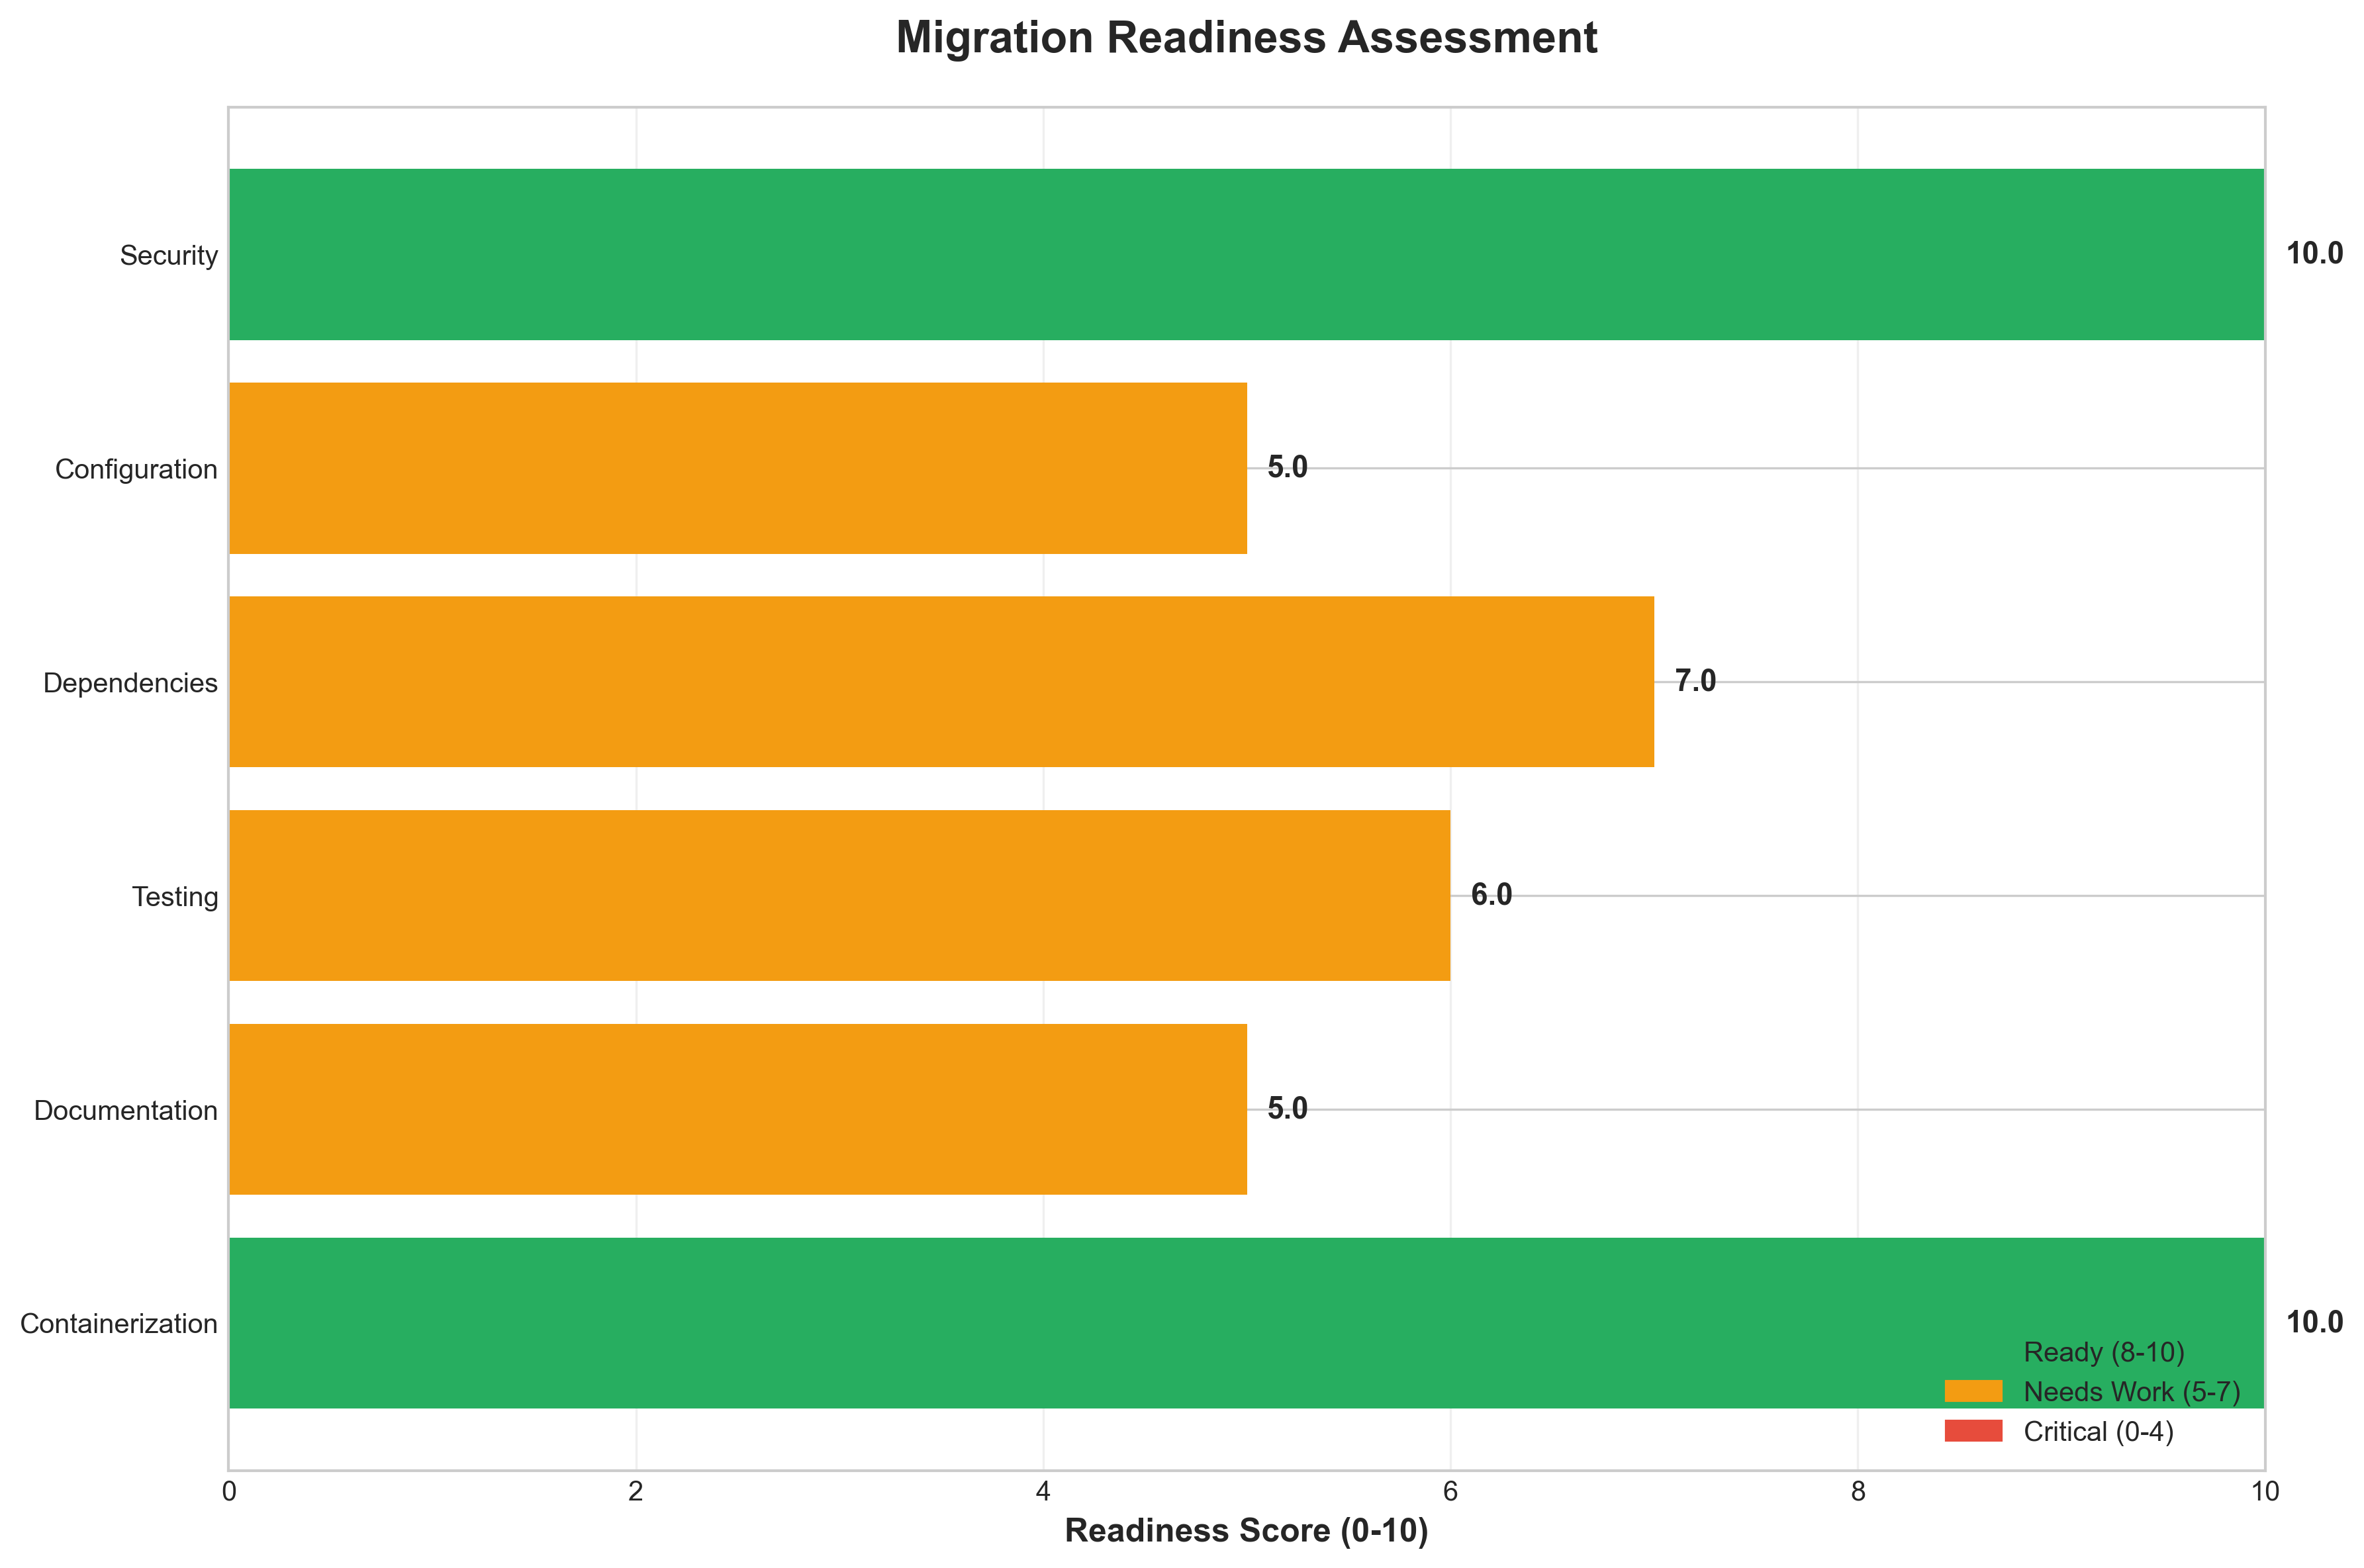 Migration Readiness Assessment
Security
10.0
Configuration
5.0
Dependencies
7.0
Testing
6.0
Documentation
5.0
Containerization
10.0
Ready (8-10)
Needs Work (5-7)
Critical (0-4)
0 2 4 6 8 10
Readiness Score (0-10)